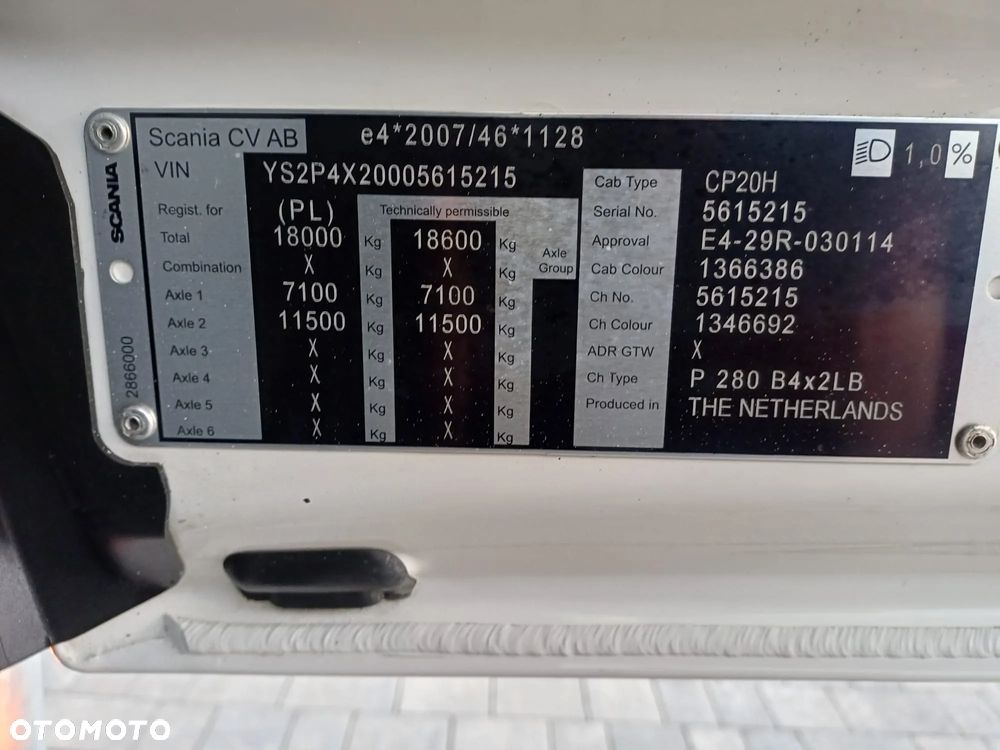 Scania CV AB e4*2007/46*1128 1,0%
VIN YS2P4X20005615215
SCANIA
2866000
Regist. for (PL) Technically permissible
Total 18000 Kg 18600 Kg Axle Group
Combination X Kg X Kg
Axle 1 7100 Kg 7100 Kg
Axle 2 11500 Kg 11500 Kg
Axle 3 X Kg X Kg
Axle 4 X Kg X Kg
Axle 5 X Kg X Kg
Axle 6 X Kg X Kg
Cab Type CP20H
Serial No. 5615215
Approval E4-29R-030114
Cab Colour 1366386
Ch No. 5615215
Ch Colour 1346692
ADR GTW X
Ch Type P 280 B4x2LB
Produced in THE NETHERLANDS
OTOMOTO